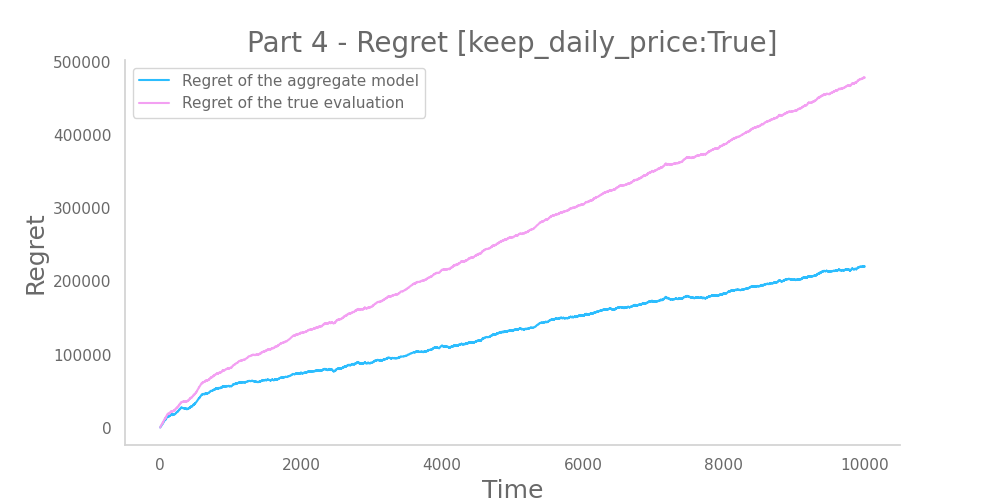 Part 4 - Regret [keep_daily_price:True]
Regret of the aggregate model
Regret of the true evaluation
Regret
500000
400000
300000
200000
100000
0
0 2000 4000 6000 8000 10000
Time